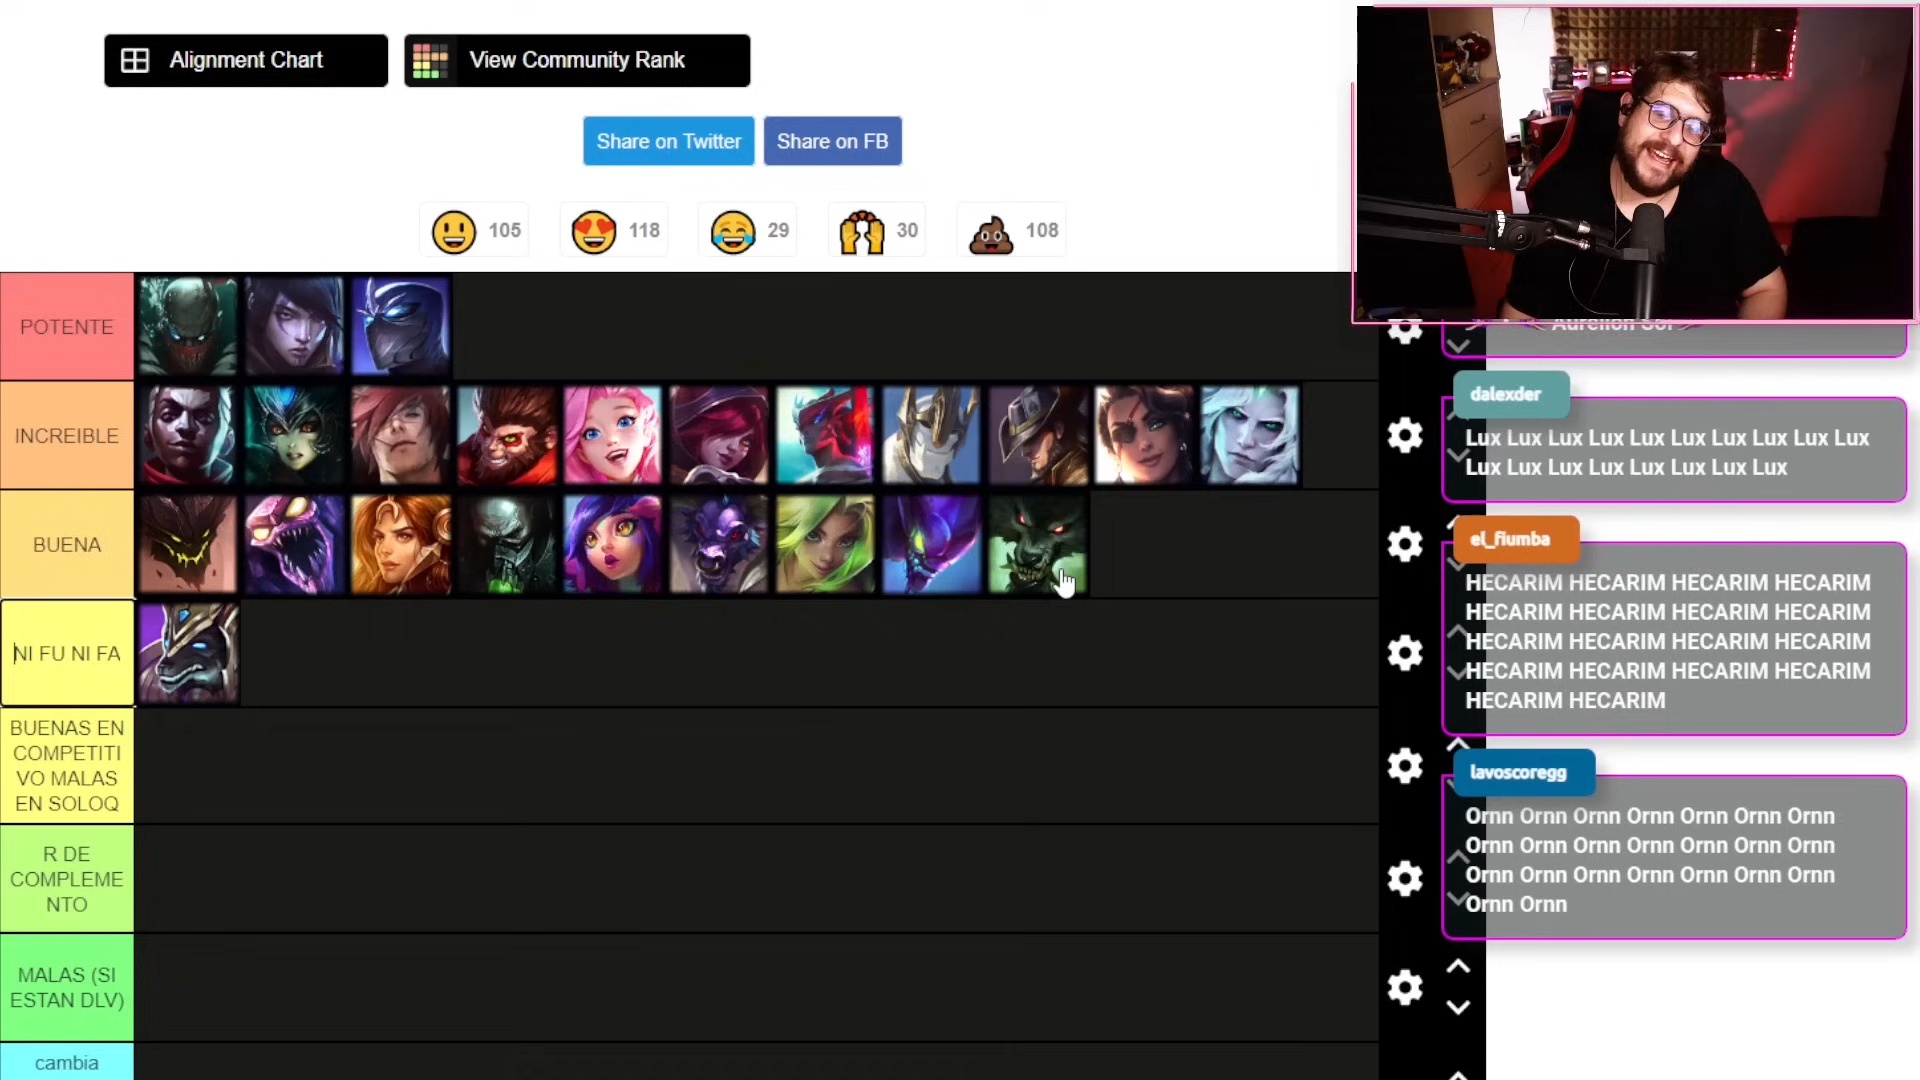 Alignment Chart
View Community Rank
Share on Twitter
Share on FB
105
118
29
30
108
POTENTE
INCREIBLE
BUENA
NI FU NI FA
BUENAS EN
COMPETITI
VO MALAS
EN SOLOQ
R DE
COMPLEME
NTO
MALAS (SI
ESTAN DLV)
cambia
Aurelion Sol
dalexder
Lux Lux Lux Lux Lux Lux Lux Lux Lux Lux
Lux Lux Lux Lux Lux Lux Lux Lux
el_fiumba
HECARIM HECARIM HECARIM HECARIM
HECARIM HECARIM HECARIM HECARIM
HECARIM HECARIM HECARIM HECARIM
HECARIM HECARIM HECARIM HECARIM
HECARIM HECARIM
lavoscoregg
Ornn Ornn Ornn Ornn Ornn Ornn Ornn
Ornn Ornn Ornn Ornn Ornn Ornn Ornn
Ornn Ornn Ornn Ornn Ornn Ornn Ornn
Ornn Ornn